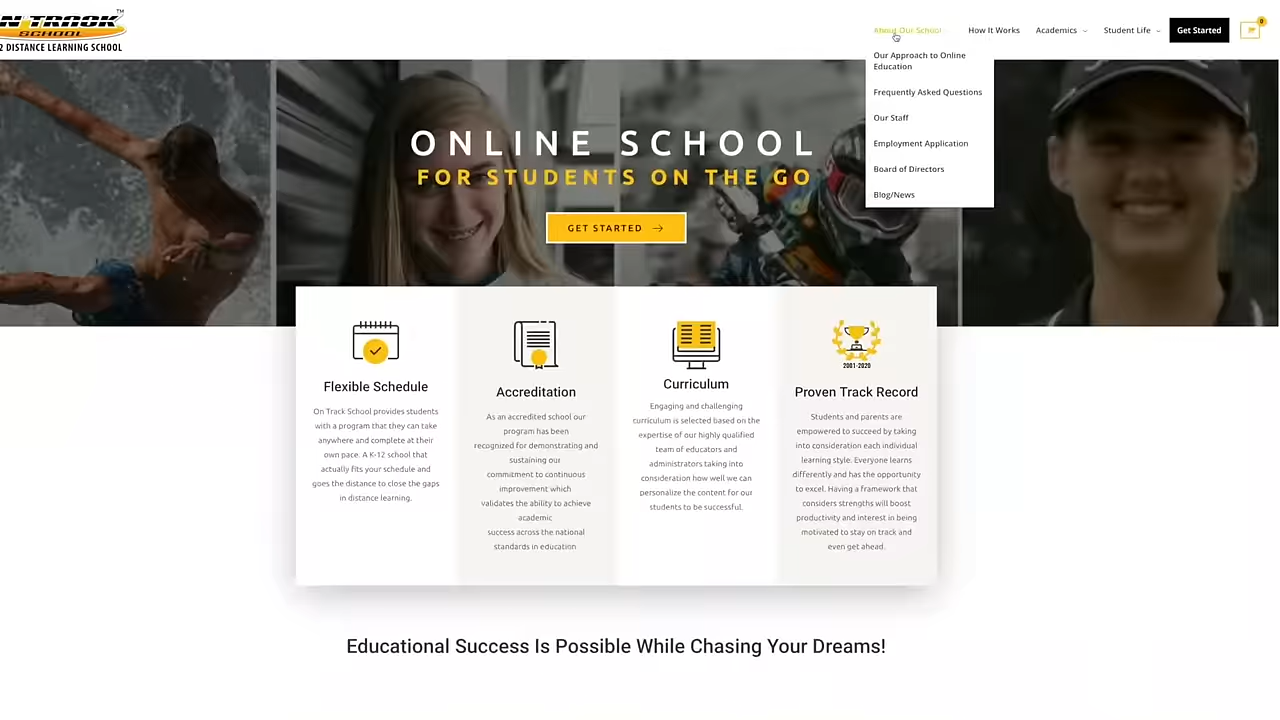 N TRACK
TM
SCHOOL
2 DISTANCE LEARNING SCHOOL
About Our School
How It Works
Academics
Student Life
Get Started
0
Our Approach to Online
Education
Frequently Asked Questions
Our Staff
Employment Application
Board of Directors
Blog/News
ONLINE SCHOOL
FOR STUDENTS ON THE GO
GET STARTED
Flexible Schedule
On Track School provides students
with a program that they can take
anywhere and complete at their
own pace. A K-12 school that
actually fits your schedule and
goes the distance to close the gaps
in distance learning.
Accreditation
As an accredited school our
program has been
recognized for demonstrating and
sustaining our
commitment to continuous
improvement which
validates the ability to achieve
academic
success across the national
standards in education
Curriculum
Engaging and challenging
curriculum is selected based on the
expertise of our highly qualified
team of educators and
administrators taking into
consideration how well we can
personalize the content for our
students to be successful.
2001-2020
Proven Track Record
Students and parents are
empowered to succeed by taking
into consideration each individual
learning style. Everyone learns
differently and has the opportunity
to excel. Having a framework that
considers strengths will boost
productivity and interest in being
motivated to stay on track and
even get ahead.
Educational Success Is Possible While Chasing Your Dreams!